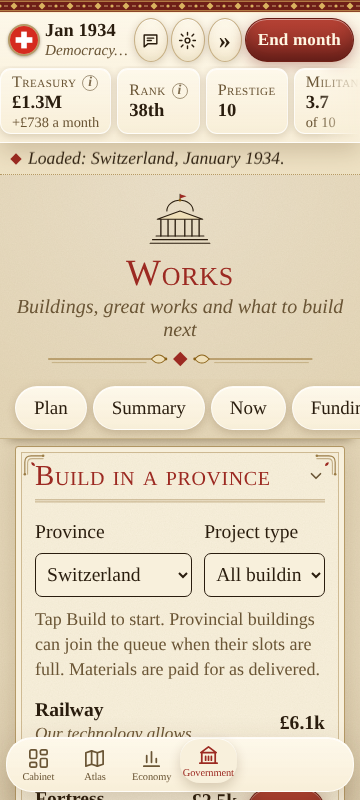 Jan 1934
Democracy...
»
End month
Treasury i
£1.3M
+£738 a month
Rank i
38th
Prestige
10
3.7
of 10
Loaded: Switzerland, January 1934.
Works
Buildings, great works and what to build
next
Plan
Summary
Now
Build in a province
Province
Project type
Switzerland
All buildin
Tap Build to start. Provincial buildings
can join the queue when their slots are
full. Materials are paid for as delivered.
Railway
£6.1k
Our technology allows
Cabinet
Atlas
Economy
Government
Fortress